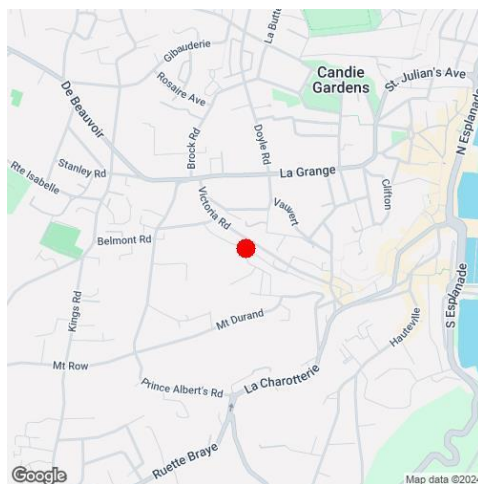 La Butte
Gibauderie
Candie
Gardens
St. Julian's Ave
De Beauvoir
Rosaire Ave
Brock Rd
Doyle Rd
N Esplanade
Stanley Rd
La Grange
Rte Isabelle
Victoria Rd
Vauvert
Clifton
Belmont Rd
S Esplanade
Kings Rd
Mt Durand
Hauteville
Mt Row
Prince Albert's Rd
La Charotterie
Ruette Braye
Google
Map data ©2024